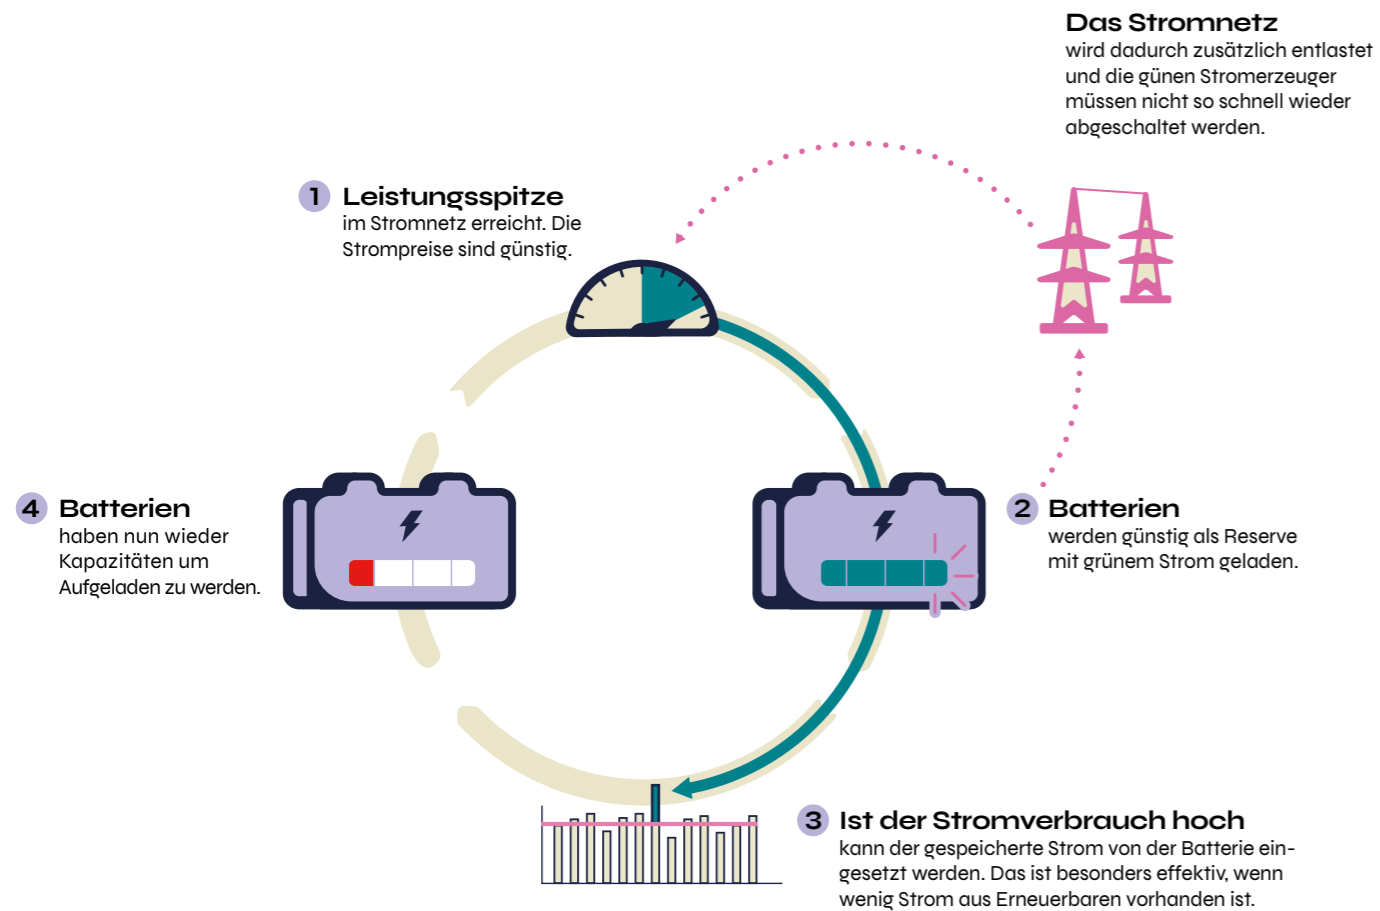 Das Stromnetz
wird dadurch zusätzlich entlastet
und die günen Stromerzeuger
müssen nicht so schnell wieder
abgeschaltet werden.
1 Leistungsspitze
im Stromnetz erreicht. Die
Strompreise sind günstig.
2 Batterien
werden günstig als Reserve
mit grünem Strom geladen.
3 Ist der Stromverbrauch hoch
kann der gespeicherte Strom von der Batterie ein-
gesetzt werden. Das ist besonders effektiv, wenn
wenig Strom aus Erneuerbaren vorhanden ist.
4 Batterien
haben nun wieder
Kapazitäten um
Aufgeladen zu werden.